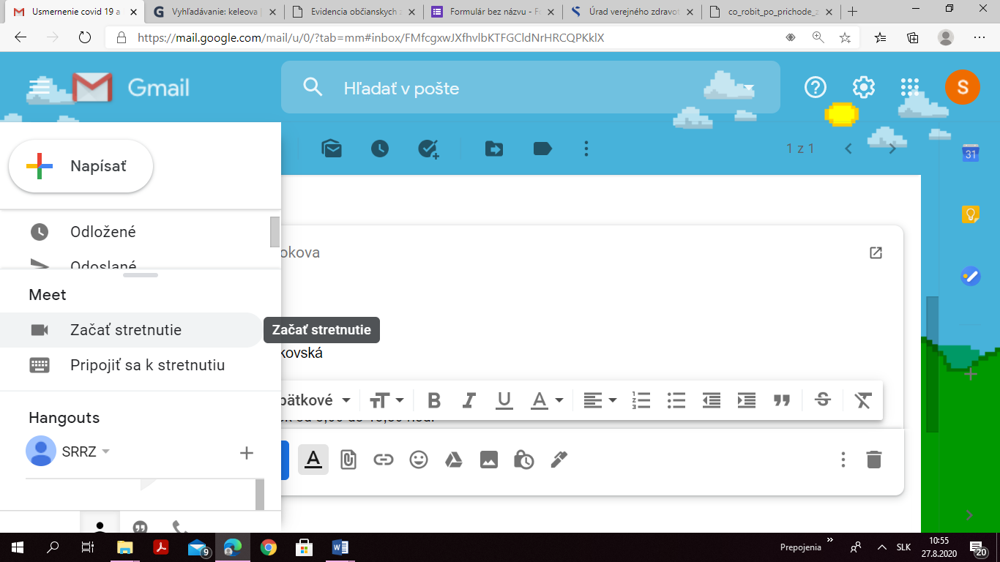 Usmernenie covid 19 a
Vyhľadávanie: keleova
Evidencia občianskych z
Formulár bez názvu - Fo
Úrad verejného zdravot
co_robit_po_prichode_z
https://mail.google.com/mail/u/0/?tab=mm#inbox/FMfcgxwJXfhvlbKTFGCldNrHRCQPKklX
Gmail
Hľadať v pošte
S
Napísať
1 z 1
31
Odložené
Odoslané
okova
Meet
Začať stretnutie
Začať stretnutie
kovská
Pripojiť sa k stretnutiu
pätkové
Hangouts
SRRZ
Prepojenia
SLK
10:55
27.8.2020
9
20